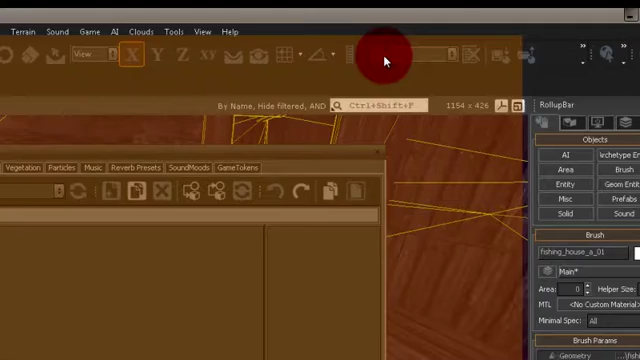 Terrain Sound Game AI Clouds Tools View Help
View X Y Z XY
By Name, Hide filtered, AND Ctrl+Shift+F 1154 x 426 RollupBar
Vegetation Particles Music Reverb Presets SoundMoods GameTokens
Objects
AI Archetype En
Area Brush
Entity Geom Entit
Misc Prefabs
Solid Sound
Brush
fishing_house_a_01
Main*
Area: 0 Helper Size:
MTL <No Custom Material>
Minimal Spec: All
Brush Params
Geometry